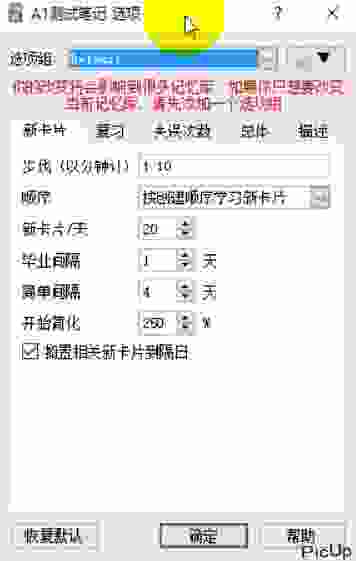 A1测试笔记 选项
选项组:
你的改变将会影响到很多记忆库。如果你只想要改变
当前记忆库，请先添加一个选项组
新卡片 复习 失误次数 总体 描述
步伐（以分钟计） 1 10
顺序 按创建顺序学习新卡片
新卡片/天 20
毕业间隔 1 天
简单间隔 4 天
开始简化 250 %
搁置相关新卡片到隔日
恢复默认 确定 帮助
PicUp